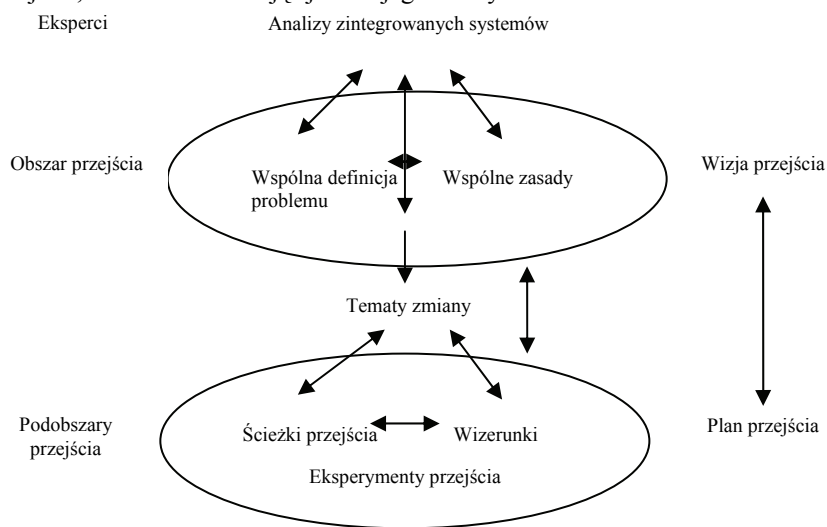 Eksperci
Analizy zintegrowanych systemów
Obszar przejścia
Wspólna definicja
problemu
Wspólne zasady
Wizja przejścia
Tematy zmiany
Podobszary
przejścia
Ścieżki przejścia
Wizerunki
Plan przejścia
Eksperymenty przejścia